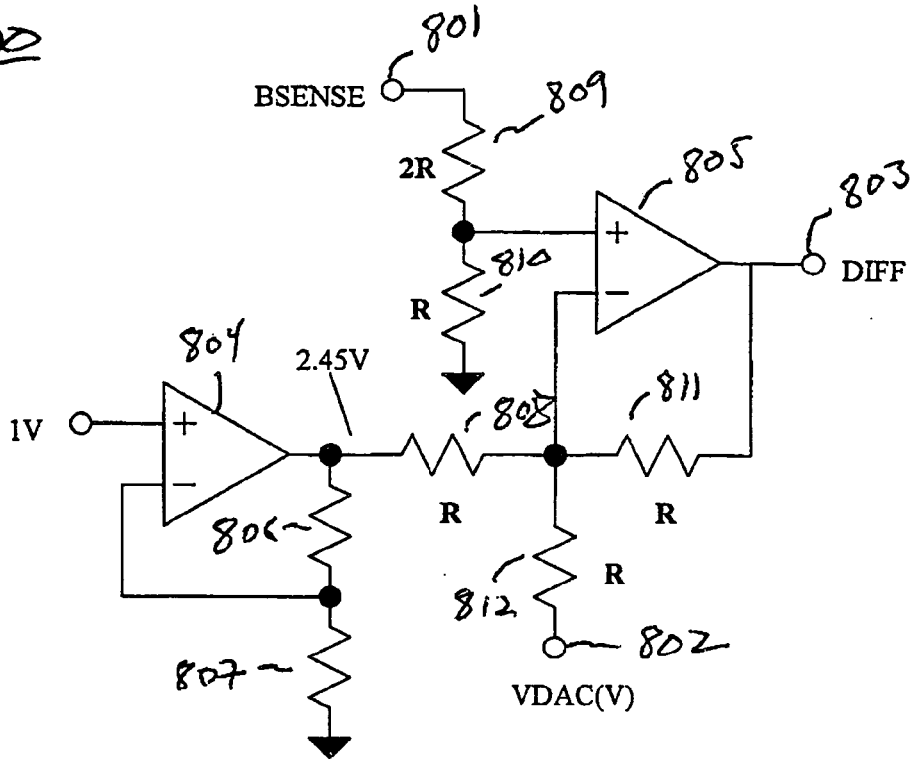 801
BSENSE
809
2R
805
803
+
DIFF
810
−
R
804
2.45V
808
811
1V
+
−
R
R
806
R
812
807
802
VDAC(V)